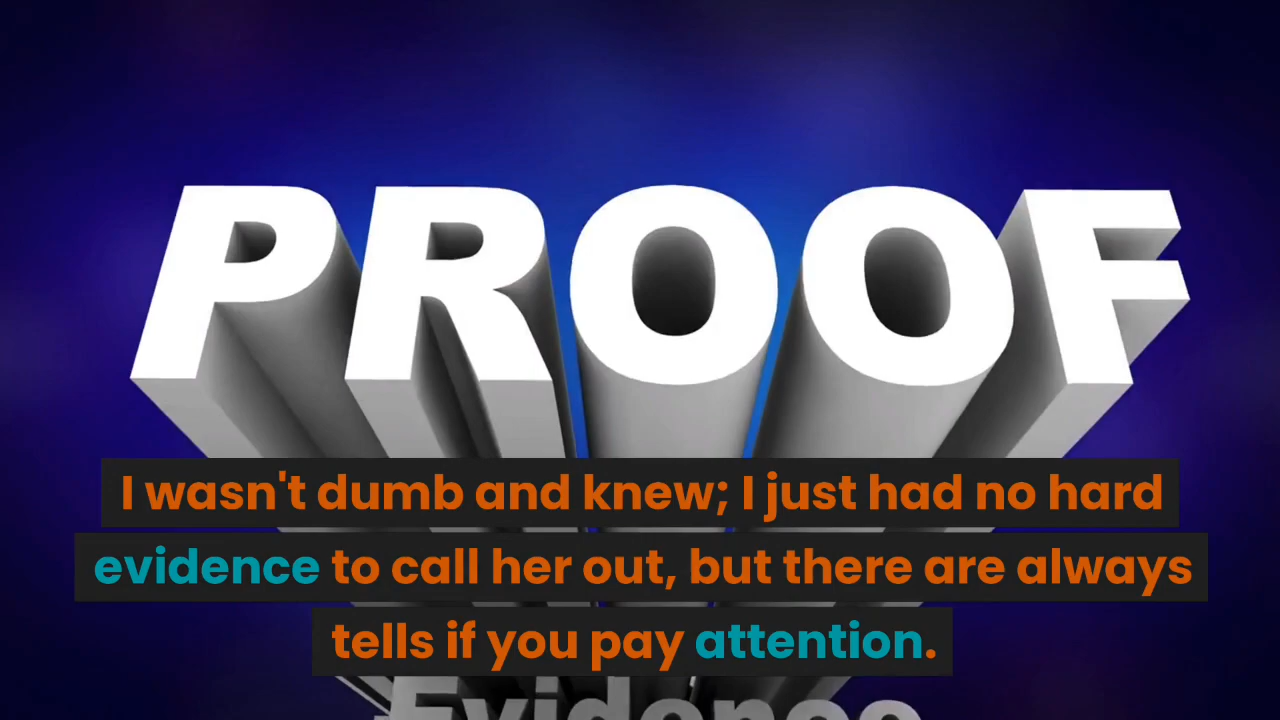 PROOF
I wasn't dumb and knew; I just had no hard
evidence to call her out, but there are always
tells if you pay attention.
Evidence